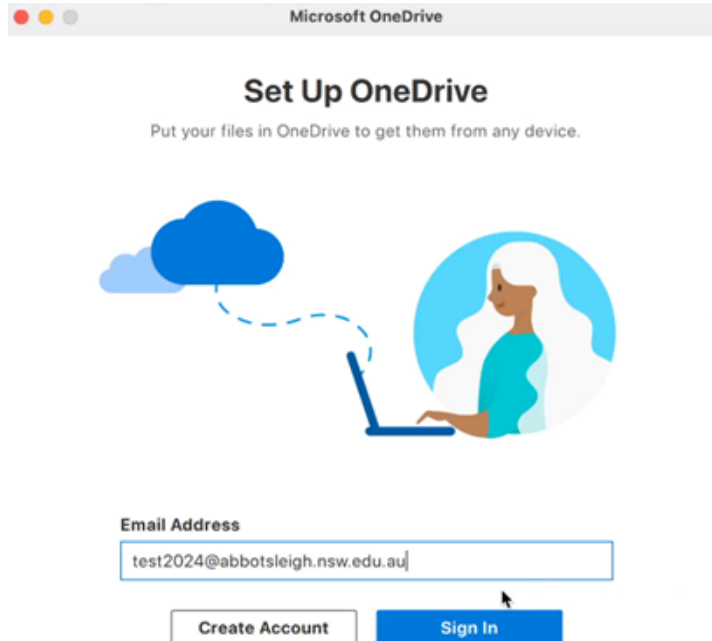 Microsoft OneDrive
Set Up OneDrive
Put your files in OneDrive to get them from any device.
Email Address
test2024@abbotsleigh.nsw.edu.au
Create Account
Sign In